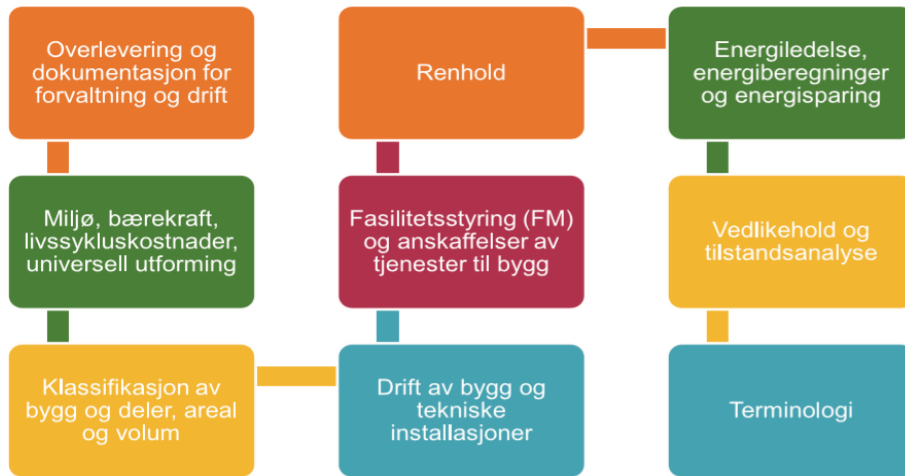 Overlevering og
dokumentasjon for
forvaltning og drift
Miljø, bærekraft,
livssykluskostnader,
universell utforming
Klassifikasjon av
bygg og deler, areal
og volum
Drift av bygg og
tekniske
installasjoner
Fasilitetsstyring (FM)
og anskaffelser av
tjenester til bygg
Renhold
Energiledelse,
energiberegninger
og energisparing
Vedlikehold og
tilstandsanalyse
Terminologi